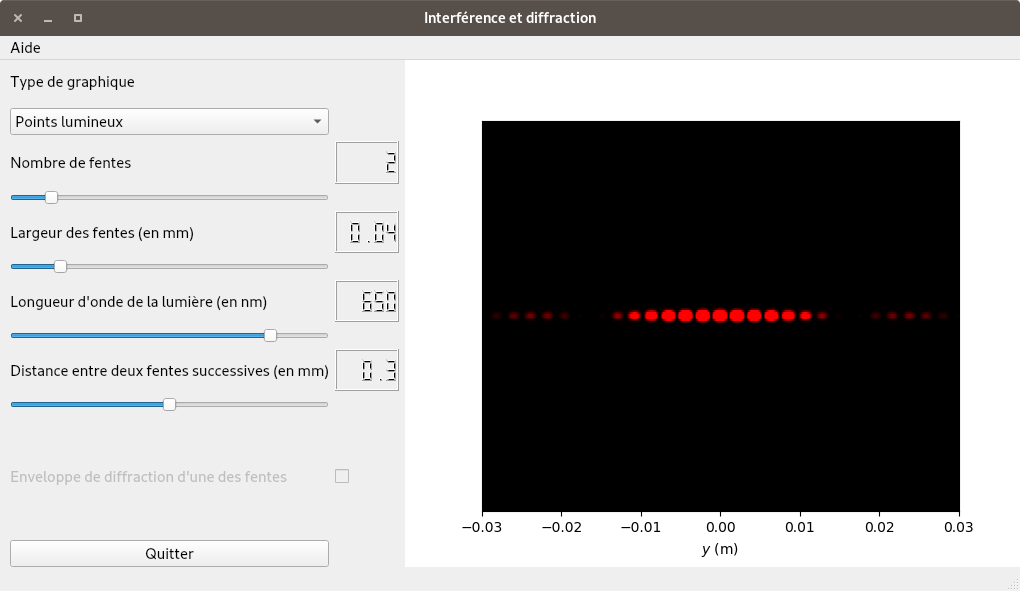 Interférence et diffraction
Aide
Type de graphique
Points lumineux
Nombre de fentes
2
Largeur des fentes (en mm)
0.04
Longueur d'onde de la lumière (en nm)
650
Distance entre deux fentes successives (en mm)
0.3
Enveloppe de diffraction d'une des fentes
Quitter
−0.03 −0.02 −0.01 0.00 0.01 0.02 0.03
y (m)